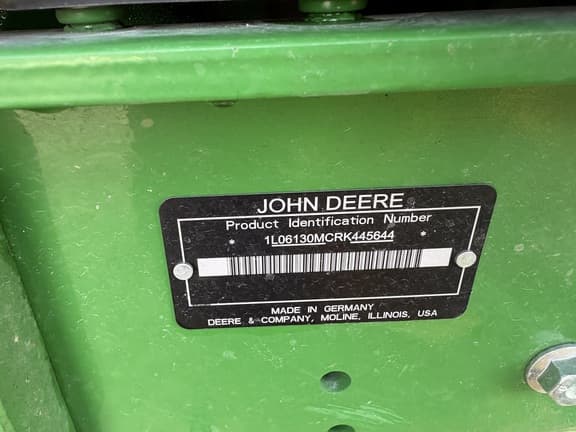 JOHN DEERE
Product Identification Number
* 1L06130MCRK445644 *
MADE IN GERMANY
DEERE & COMPANY, MOLINE, ILLINOIS, USA